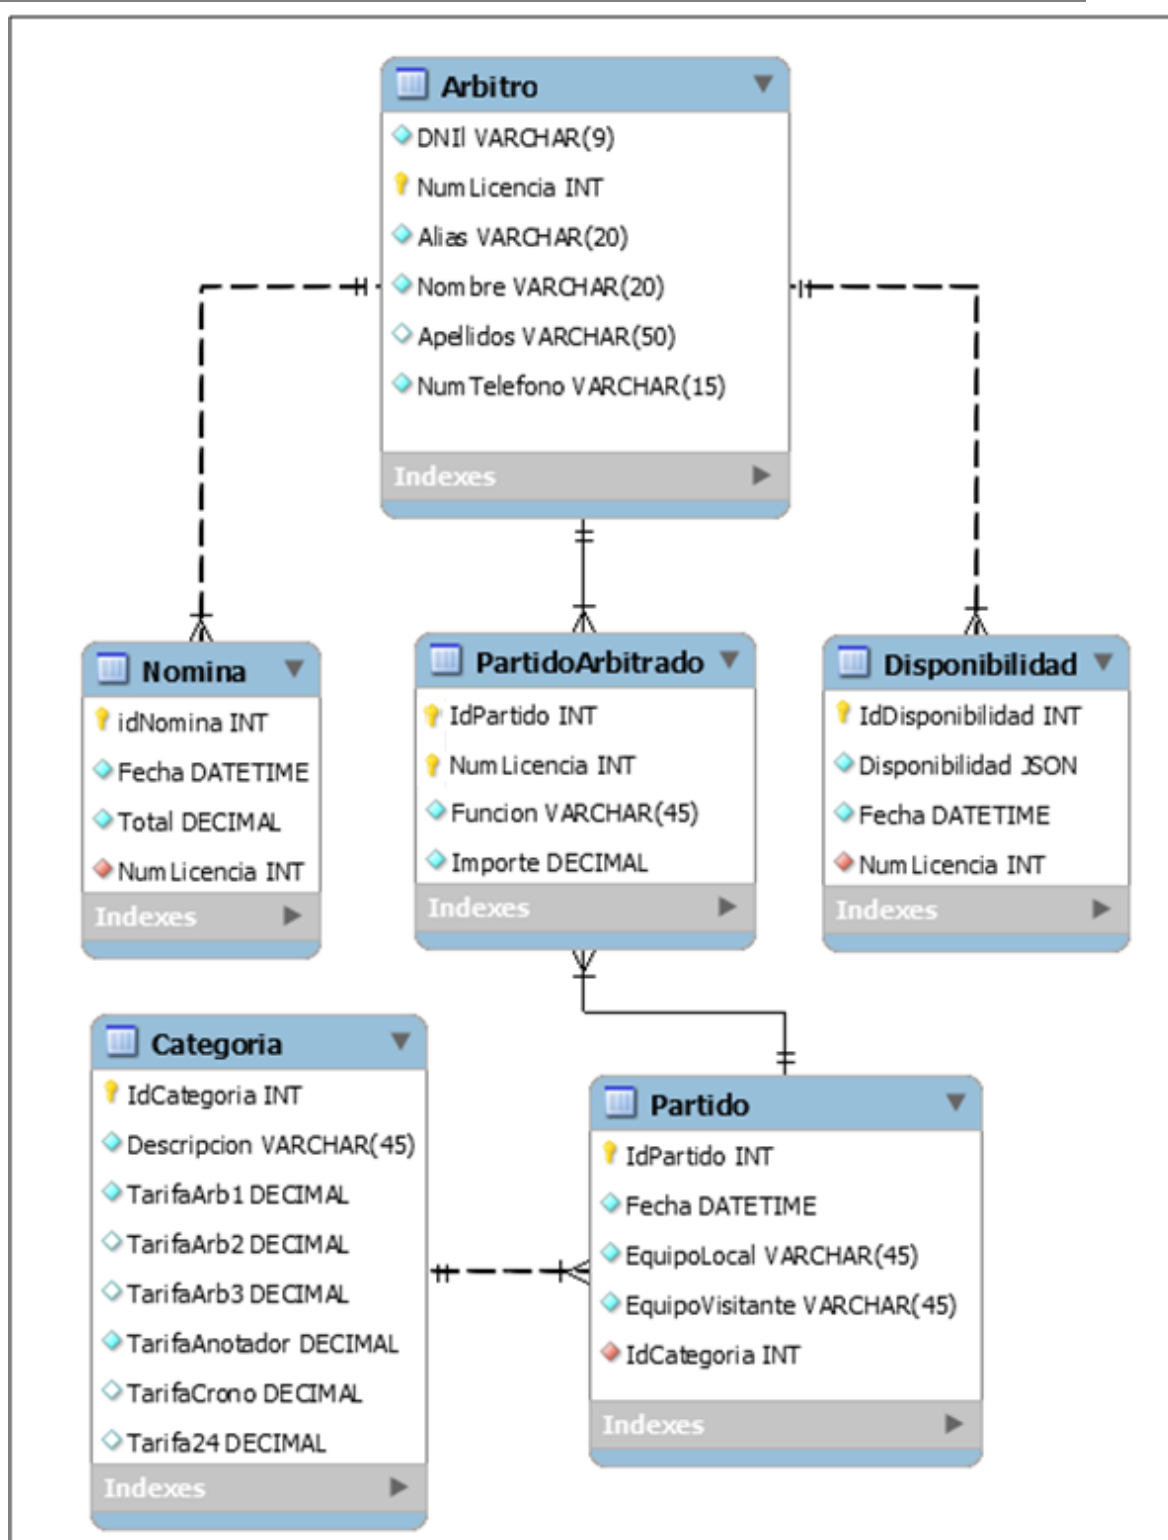 Arbitro
DNIl VARCHAR(9)
NumLicencia INT
Alias VARCHAR(20)
Nombre VARCHAR(20)
Apellidos VARCHAR(50)
NumTelefono VARCHAR(15)
Indexes
Nomina
idNomina INT
Fecha DATETIME
Total DECIMAL
NumLicencia INT
Indexes
PartidoArbitrado
IdPartido INT
NumLicencia INT
Funcion VARCHAR(45)
Importe DECIMAL
Indexes
Disponibilidad
IdDisponibilidad INT
Disponibilidad JSON
Fecha DATETIME
NumLicencia INT
Indexes
Categoria
IdCategoria INT
Descripcion VARCHAR(45)
TarifaArb1 DECIMAL
TarifaArb2 DECIMAL
TarifaArb3 DECIMAL
TarifaAnotador DECIMAL
TarifaCrono DECIMAL
Tarifa24 DECIMAL
Indexes
Partido
IdPartido INT
Fecha DATETIME
EquipoLocal VARCHAR(45)
EquipoVisitante VARCHAR(45)
IdCategoria INT
Indexes